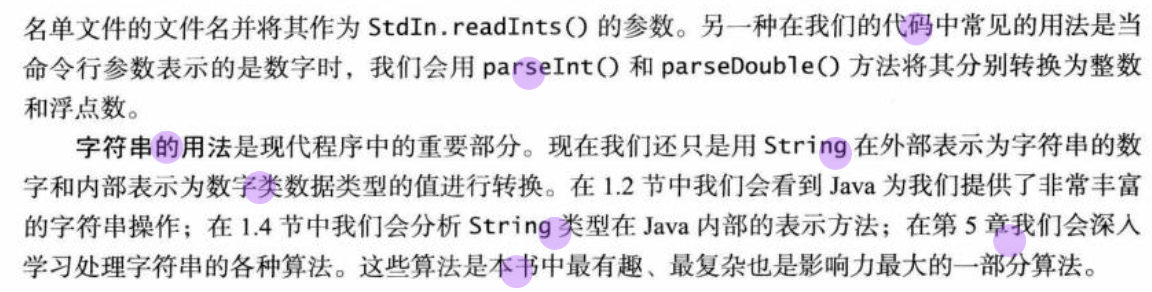 名单文件的文件名并将其作为 StdIn.readInts() 的参数。另一种在我们的代码中常见的用法是当
命令行参数表示的是数字时，我们会用 parseInt() 和 parseDouble() 方法将其分别转换为整数
和浮点数。
字符串的用法是现代程序中的重要部分。现在我们还只是用 String 在外部表示为字符串的数
字和内部表示为数字类数据类型的值进行转换。在 1.2 节中我们会看到 Java 为我们提供了非常丰富
的字符串操作；在 1.4 节中我们会分析 String 类型在 Java 内部的表示方法；在第 5 章我们会深入
学习处理字符串的各种算法。这些算法是本书中最有趣、最复杂也是影响力最大的一部分算法。